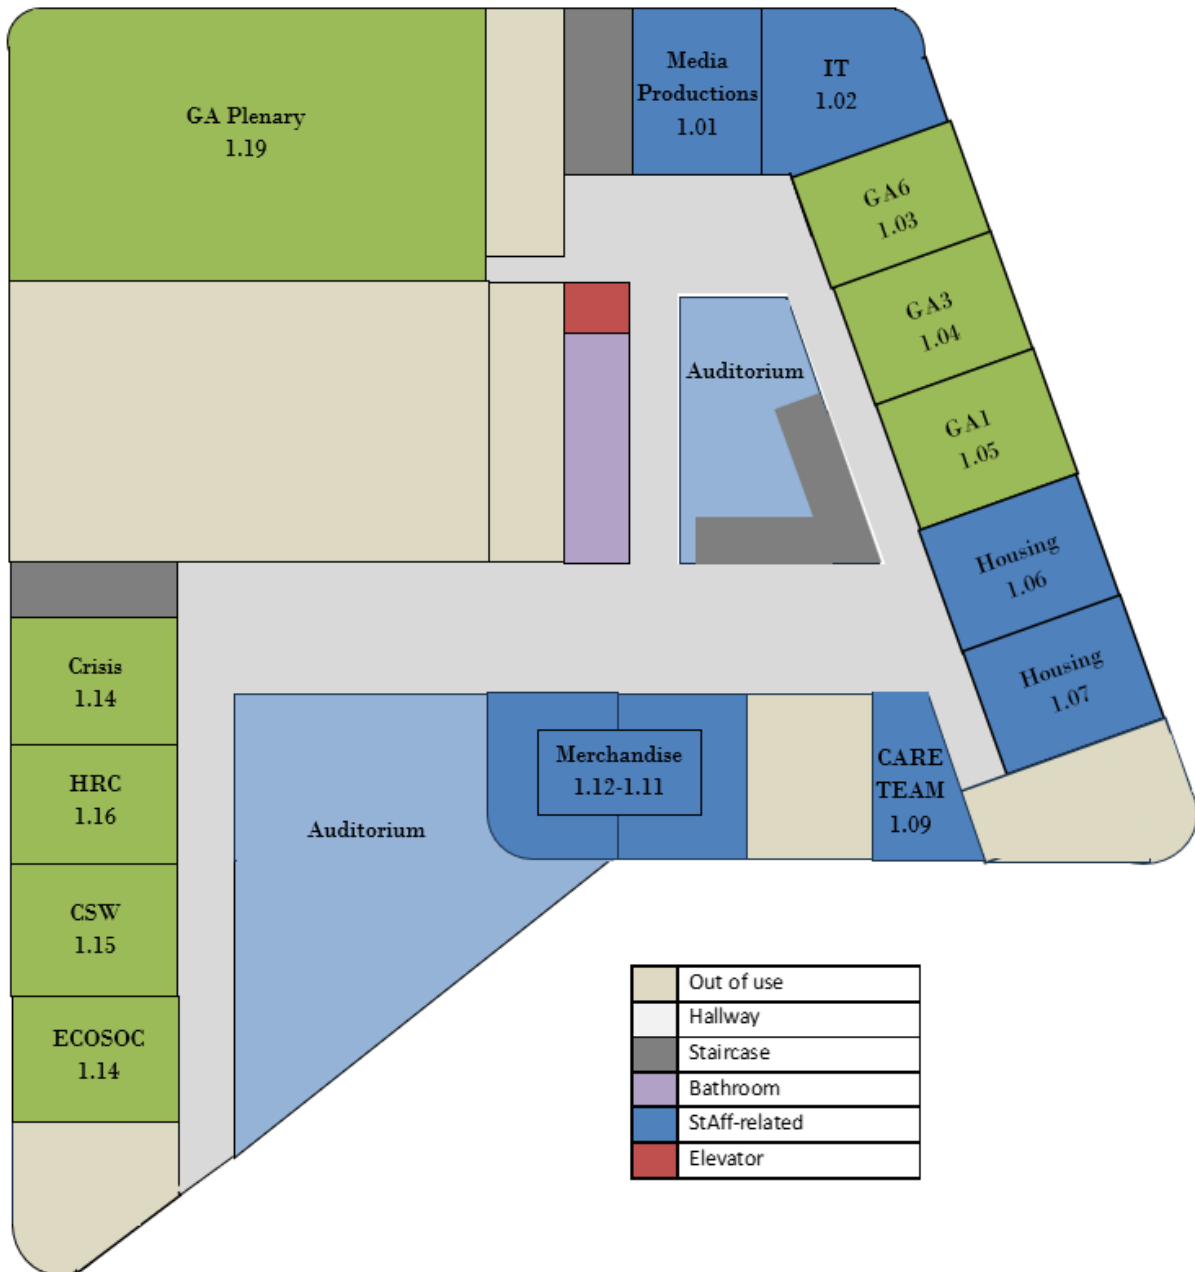 GA Plenary
1.19
Media
Productions
1.01
IT
1.02
GA6
1.03
GA3
1.04
GA1
1.05
Auditorium
Housing
1.06
Housing
1.07
Crisis
1.14
HRC
1.16
CSW
1.15
ECOSOC
1.14
Auditorium
Merchandise
1.12-1.11
CARE
TEAM
1.09
Out of use
Hallway
Staircase
Bathroom
StAff-related
Elevator